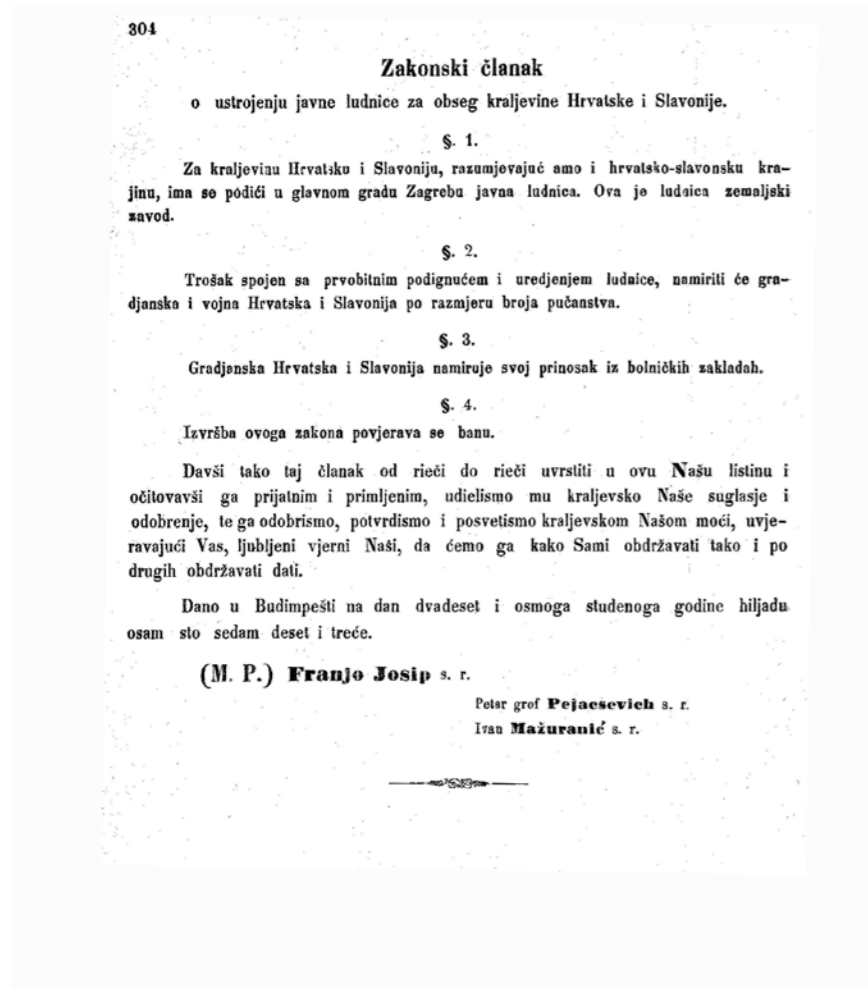 304
Zakonski članak
o ustrojenju javne ludnice za obseg kraljevine Hrvatske i Slavonije.
§. 1.
Za kraljevinu Hrvatsku i Slavoniju, razumjevajuć amo i hrvatsko-slavonsku kra-
jinu, ima se podići u glavnom gradu Zagrebu javna ludnica. Ova je ludnica zemaljski
zavod.
§. 2.
Trošak spojen sa prvobitnim podignućem i uredjenjem ludnice, namiriti će gra-
djanska i vojna Hrvatska i Slavonija po razmjeru broja pučanstva.
§. 3.
Gradjanska Hrvatska i Slavonija namiruje svoj prinosak iz bolničkih zakladah.
§. 4.
Izvršba ovoga zakona povjerava se banu.
Davši tako taj članak od rieči do rieči uvrstiti u ovu Našu listinu i
očitovavši ga prijatnim i primljenim, udielismo mu kraljevsko Naše suglasje i
odobrenje, te ga odobrismo, potvrdismo i posvetismo kraljevskom Našom moći, uvje-
ravajući Vas, ljubljeni vjerni Naši, da ćemo ga kako Sami obdržavati tako i po
drugih obdržavati dati.
Dano u Budimpešti na dan dvadeset i osmoga studenoga godine hiljadu
osam sto sedam deset i treće.
(M. P.) Franjo Josip s. r.
Petar grof Pejacsevich s. r.
Ivan Mažuranić s. r.